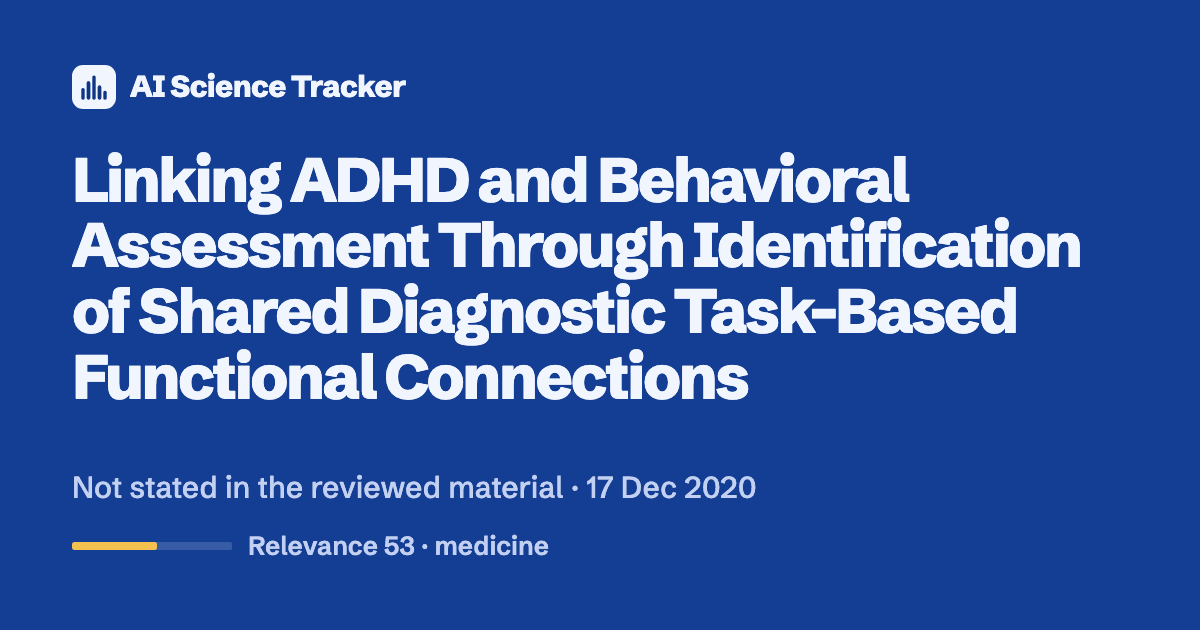 AI Science Tracker
Linking ADHD and Behavioral
Assessment Through Identification
of Shared Diagnostic Task-Based
Functional Connections
Not stated in the reviewed material · 17 Dec 2020
Relevance 53 · medicine